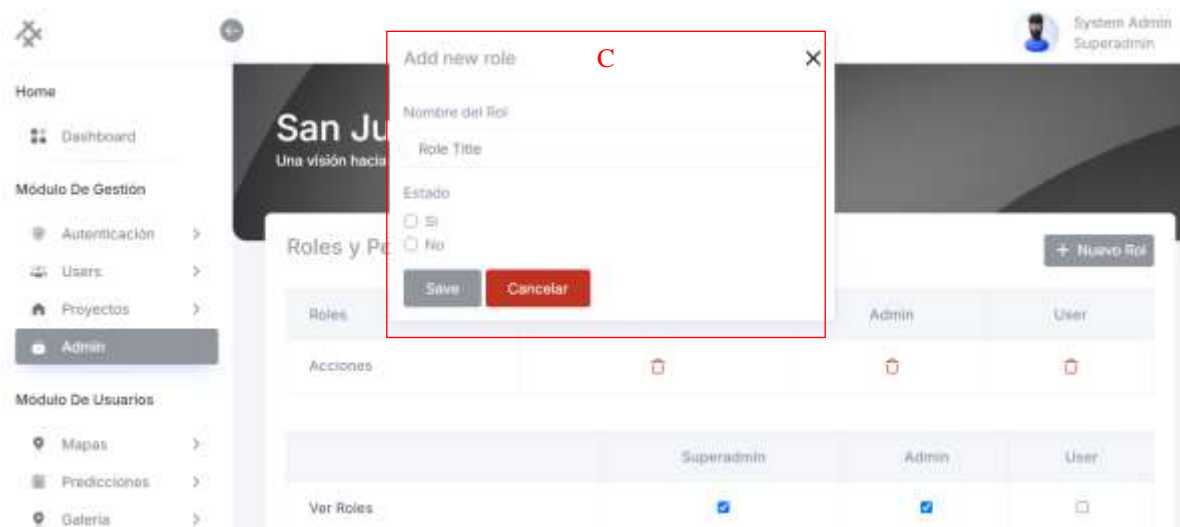 System Admin
Superadmin
Add new role
C
Home
Nombre del Rol
Dashboard
San Ju
Role Title
Una visión hacia
Módulo De Gestión
Estado
Si
Autenticación
No
Roles y Pe
+ Nuevo Rol
Users
Save
Cancelar
Proyectos
Roles
Admin
User
Admin
Acciones
Módulo De Usuarios
Mapas
Superadmin
Admin
User
Predicciones
Ver Roles
Galeria